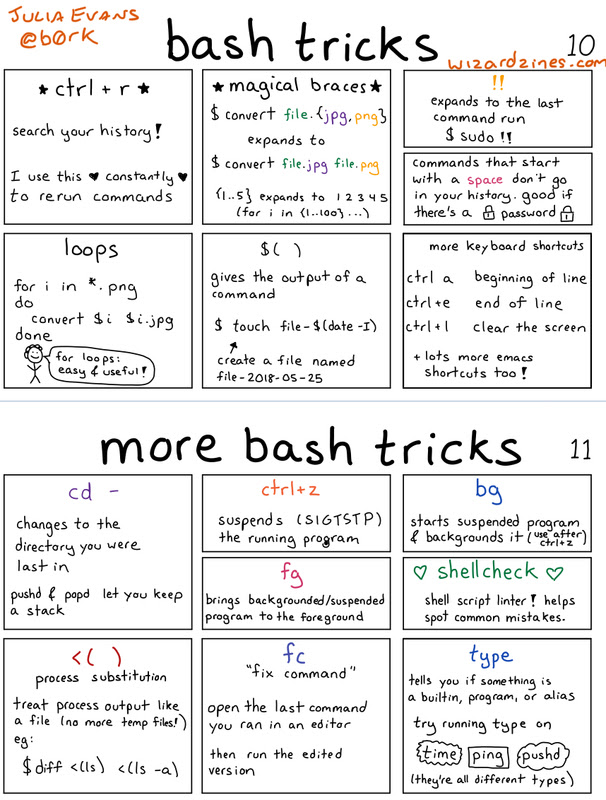 JULIA EVANS
@b0rk
bash tricks
10
wizardzines.com
★ ctrl + r ★
search your history!
I use this ♥ constantly ♥
to rerun commands
★ magical braces ★
$ convert file.{jpg,png}
expands to
$ convert file.jpg file.png
{1..5} expands to 1 2 3 4 5
(for i in {1..100} ...)
!!
expands to the last
command run
$ sudo !!
commands that start
with a space don't go
in your history. good if
there's a 🔒 password 🔒
loops
for i in *.png
do
convert $i $i.jpg
done
for loops:
easy & useful!
$( )
gives the output of a
command
$ touch file-$(date -I)
create a file named
file-2018-05-25
more keyboard shortcuts
ctrl a beginning of line
ctrl+e end of line
ctrl+l clear the screen
+ lots more emacs
shortcuts too!
more bash tricks
11
cd -
changes to the
directory you were
last in
pushd & popd let you keep
a stack
ctrl+z
suspends (SIGTSTP)
the running program
bg
starts suspended program
& backgrounds it (use after
ctrl+z)
fg
brings backgrounded/suspended
program to the foreground
♡ shellcheck ♡
shell script linter! helps
spot common mistakes.
<( )
process substitution
treat process output like
a file (no more temp files!)
eg:
$ diff <(ls) <(ls -a)
fc
"fix command"
open the last command
you ran in an editor
then run the edited
version
type
tells you if something is
a builtin, program, or alias
try running type on
time ping pushd
(they're all different types)